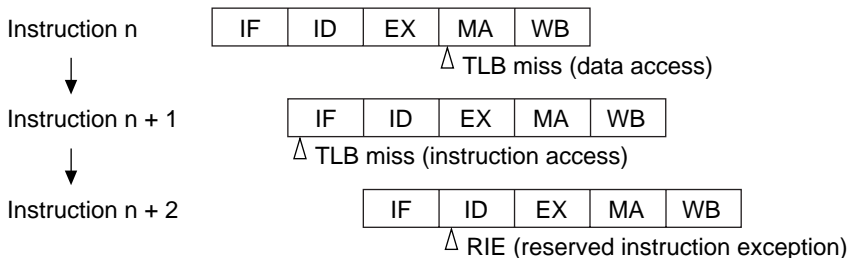 Instruction n IF ID EX MA WB
TLB miss (data access)
Instruction n + 1 IF ID EX MA WB
TLB miss (instruction access)
Instruction n + 2 IF ID EX MA WB
RIE (reserved instruction exception)